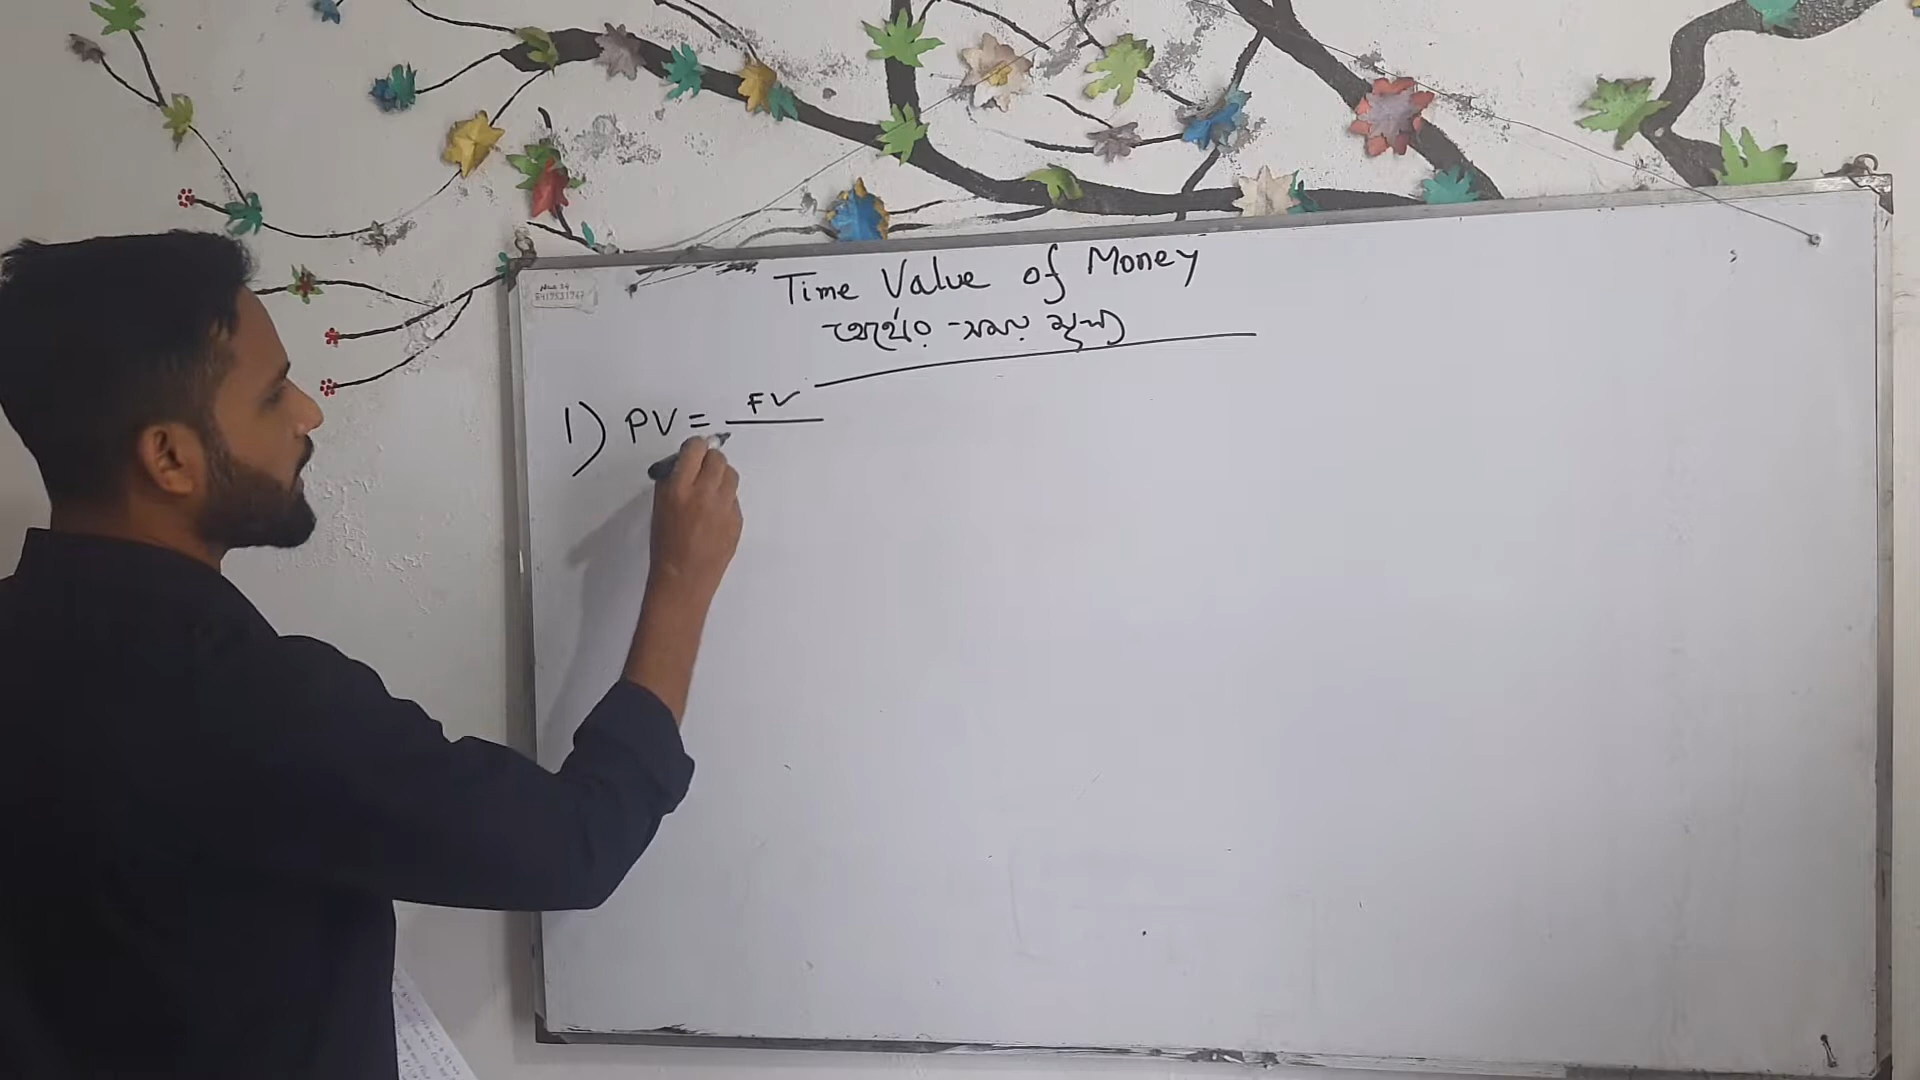 Time Value of Money
অর্থের সময় মূল্য
1) PV = FV